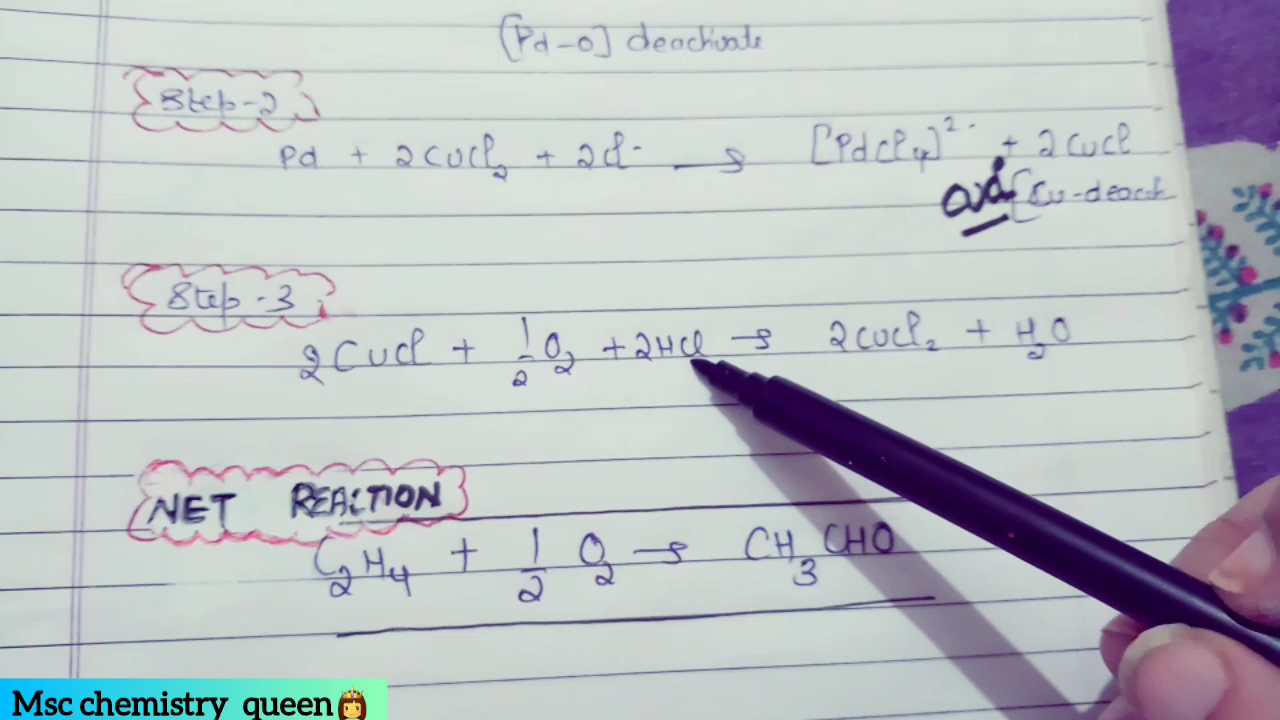 [Pd-0] deactivate
Step-2
Pd + 2CuCl₂ + 2Cl⁻ → [PdCl₄]²⁻ + 2CuCl
[Cu-deach
Step-3
2CuCl + 1/2 O₂ + 2HCl → 2CuCl₂ + H₂O
NET REACTION
C₂H₄ + 1/2 O₂ → CH₃CHO
Msc chemistry queen👸